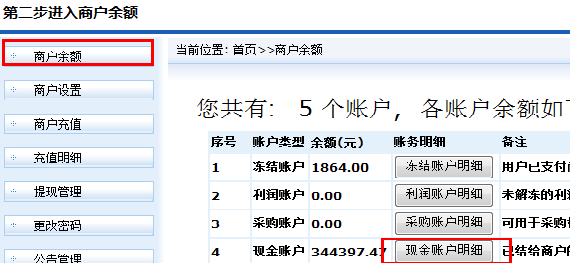 第二步进入商户余额
商户余额
商户设置
商户充值
充值明细
提现管理
更改密码
公告管理
当前位置：首页>>商户余额
您共有： 5 个账户，各账户余额如下
序号 账户类型 余额(元) 账务明细 备注
1 冻结账户 1864.00 冻结账户明细 用户已支付
2 利润账户 0.00 利润账户明细 未解冻的利
3 采购账户 0.00 采购账户明细 可用于采购
4 现金账户 344397.47 现金账户明细 已结给商户的